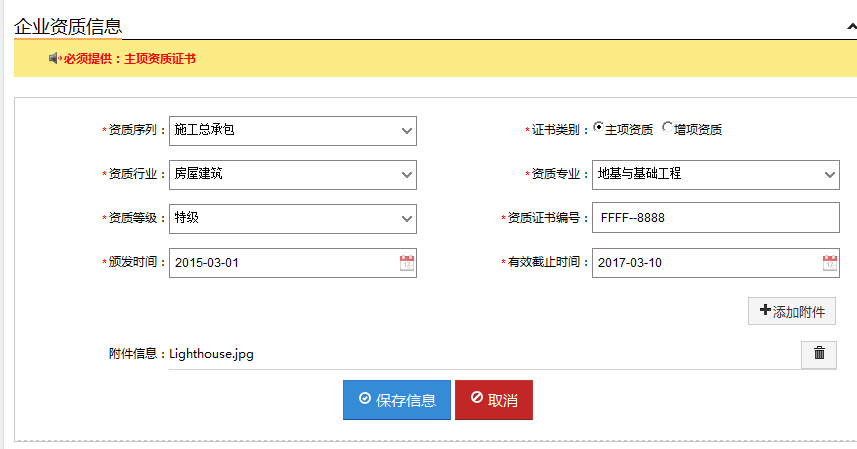 企业资质信息
必须提供：主项资质证书
*资质序列：施工总承包 *证书类别：主项资质 增项资质
*资质行业：房屋建筑 *资质专业：地基与基础工程
*资质等级：特级 *资质证书编号：FFFF--8888
*颁发时间：2015-03-01 *有效截止时间：2017-03-10
添加附件
附件信息：Lighthouse.jpg
保存信息 取消